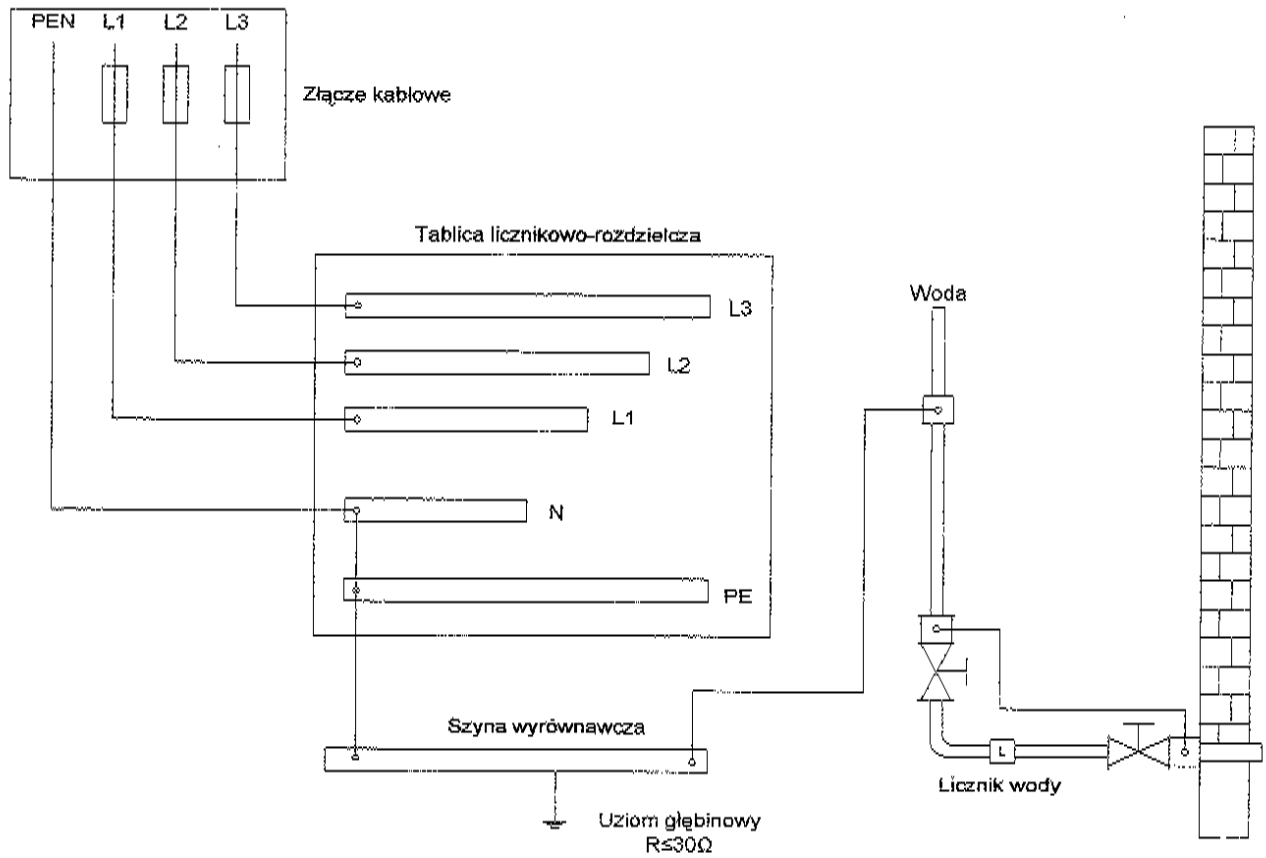 PEN L1 L2 L3
Złącze kablowe
Tablica licznikowo-rozdzielcza
L3
L2
L1
N
PE
Woda
Szyna wyrównawcza
L
Licznik wody
Uziom głębinowy
R≤30Ω